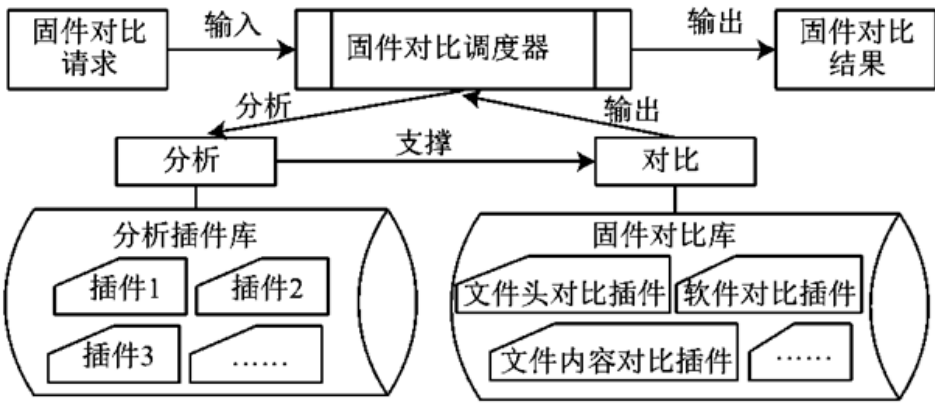 固件对比
请求
输入
固件对比调度器
输出
固件对比
结果
分析
输出
分析
支撑
对比
分析插件库
插件1
插件2
插件3
……
固件对比库
文件头对比插件
软件对比插件
文件内容对比插件
……